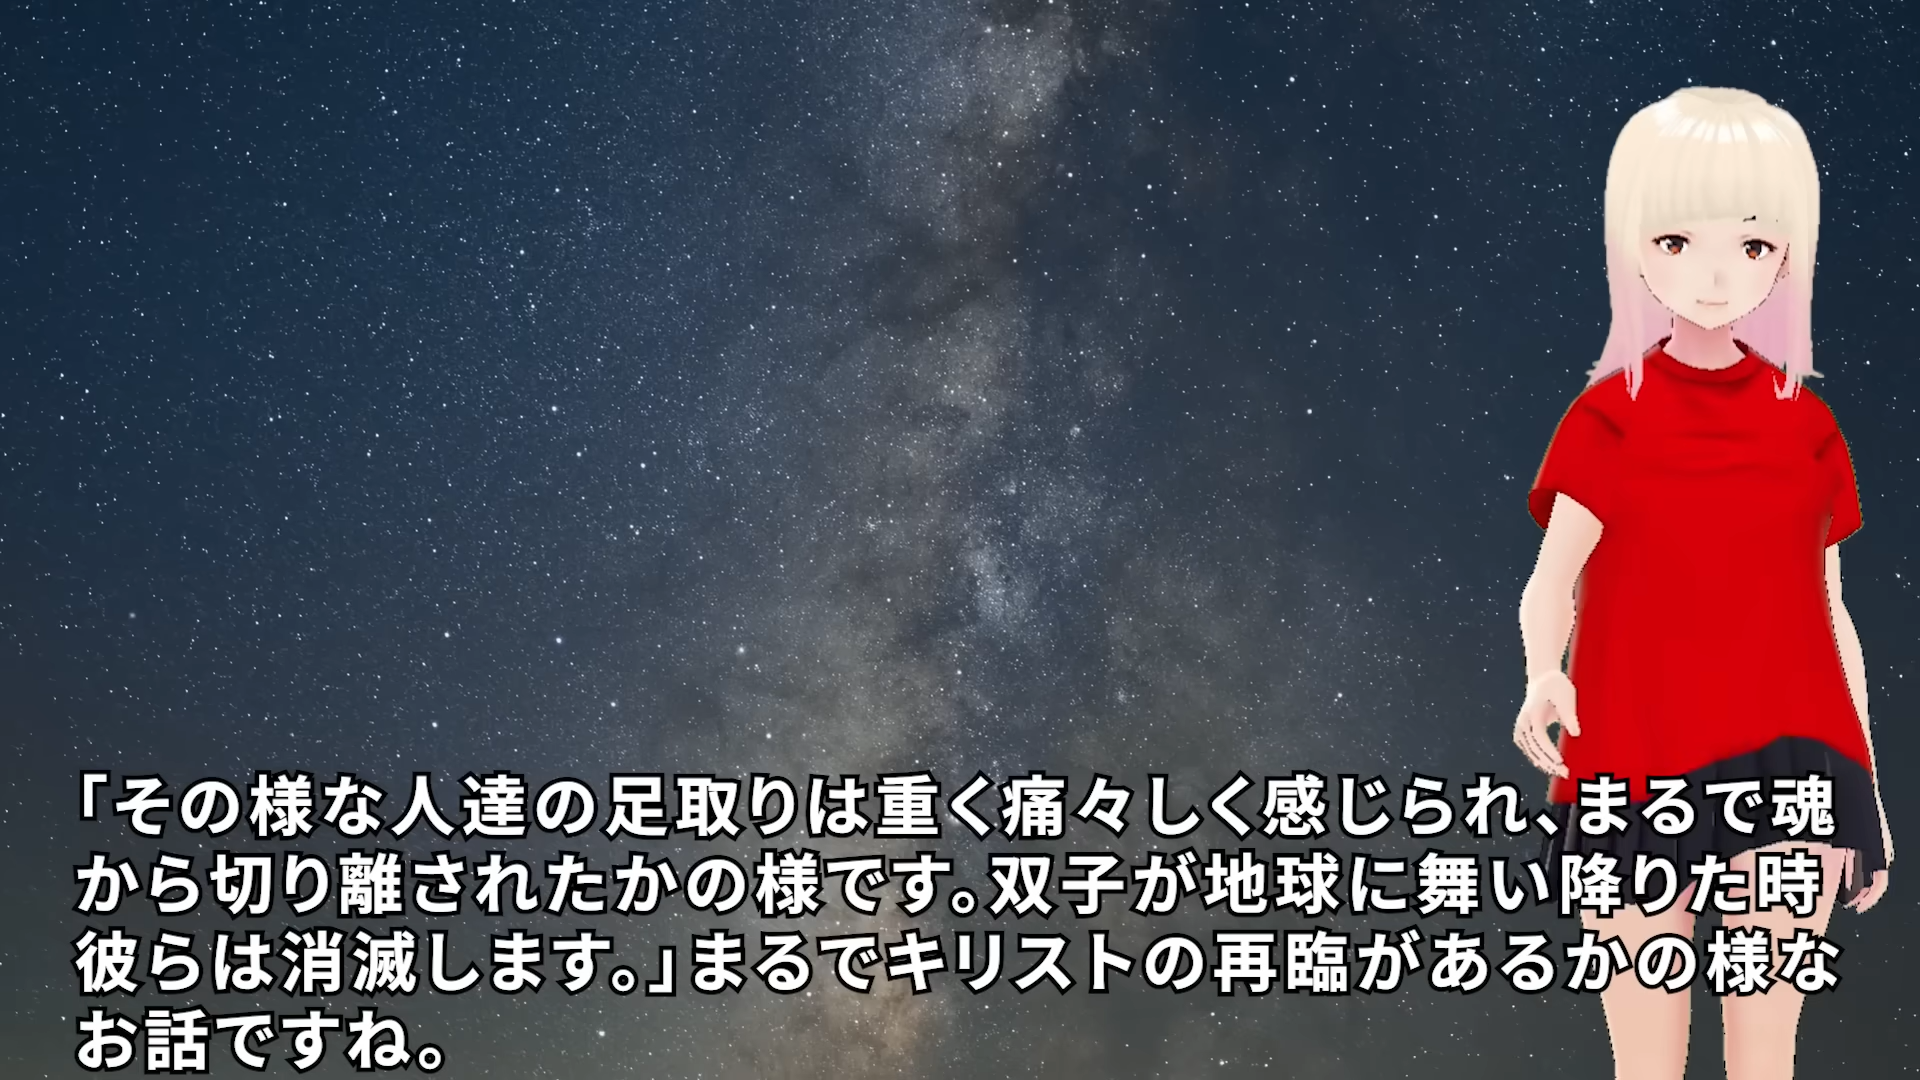 「その様な人達の足取りは重く痛々しく感じられ、まるで魂
から切り離されたかの様です。双子が地球に舞い降りた時
彼らは消滅します。」まるでキリストの再臨があるかの様な
お話ですね。